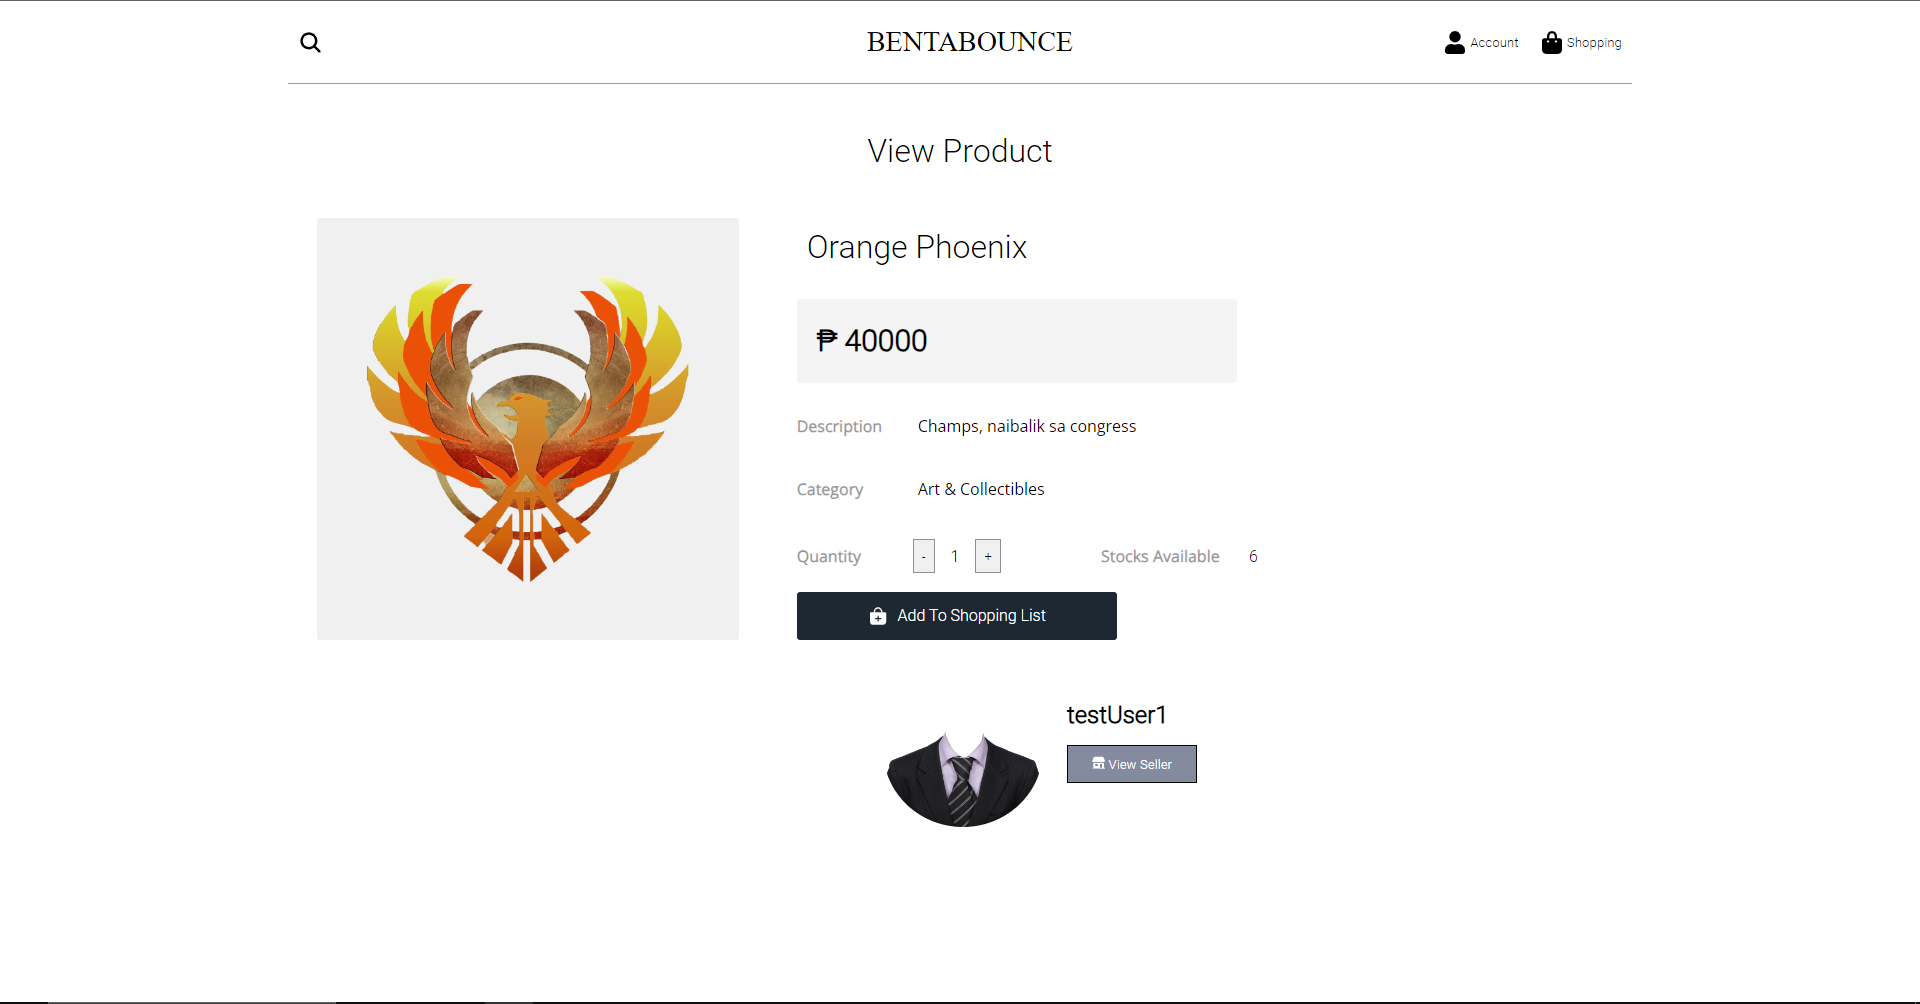 BENTABOUNCE
Account
Shopping
View Product
Orange Phoenix
₱ 40000
Description Champs, naibalik sa congress
Category Art & Collectibles
Quantity - 1 + Stocks Available 6
Add To Shopping List
testUser1
View Seller